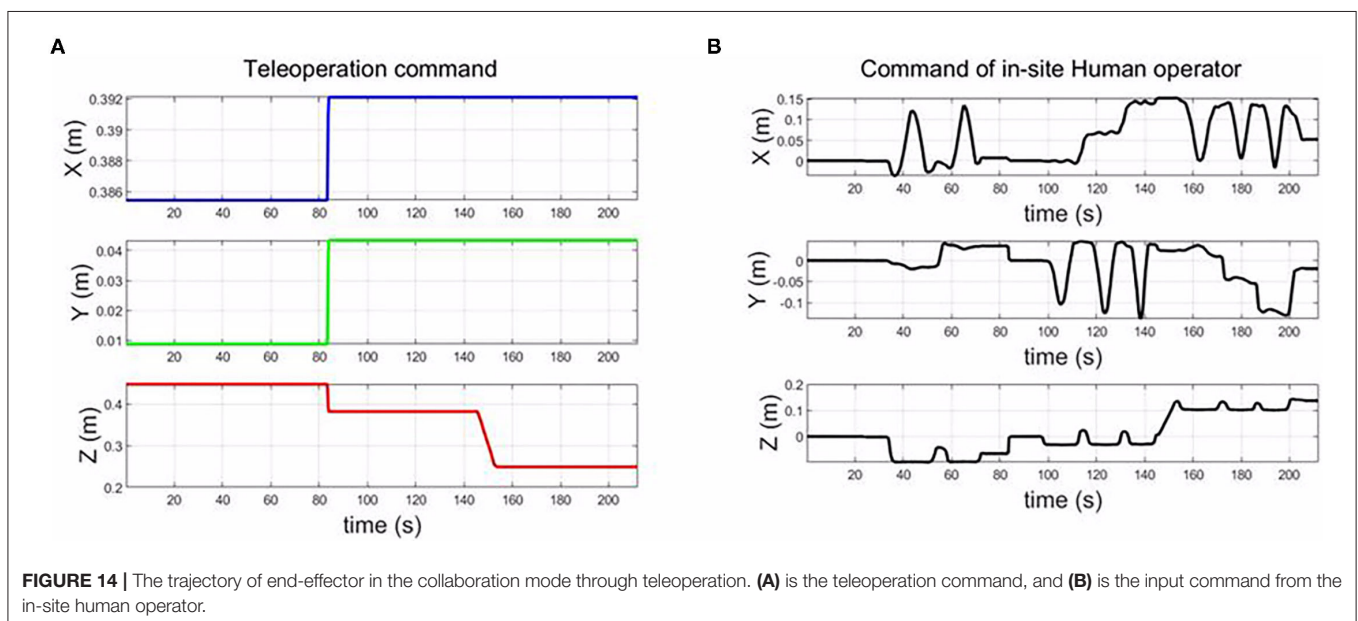 A
Teleoperation command
X (m)
0.392
0.39
0.388
0.386
20 40 60 80 100 120 140 160 180 200
Y (m)
0.04
0.03
0.02
0.01
20 40 60 80 100 120 140 160 180 200
Z (m)
0.4
0.3
0.2
20 40 60 80 100 120 140 160 180 200
time (s)
B
Command of in-site Human operator
X (m)
0.15
0.1
0.05
0
20 40 60 80 100 120 140 160 180 200
time (s)
Y (m)
0
-0.05
-0.1
20 40 60 80 100 120 140 160 180 200
time (s)
Z (m)
0.2
0.1
0
20 40 60 80 100 120 140 160 180 200
time (s)
FIGURE 14 | The trajectory of end-effector in the collaboration mode through teleoperation. (A) is the teleoperation command, and (B) is the input command from the
in-site human operator.